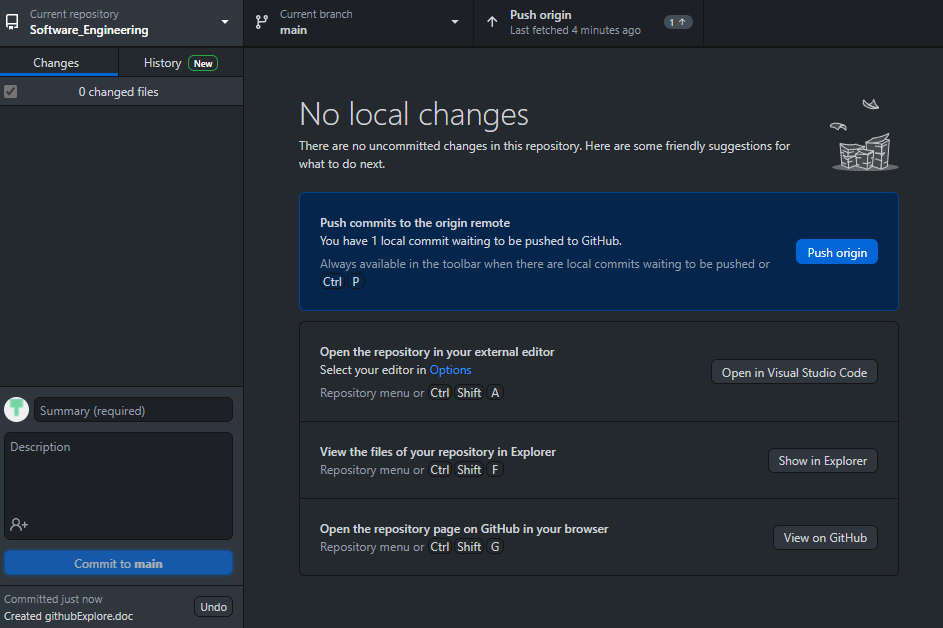 Current repository
Software_Engineering
Current branch
main
Push origin
Last fetched 4 minutes ago
1
Changes
History New
0 changed files
No local changes
There are no uncommitted changes in this repository. Here are some friendly suggestions for
what to do next.
Push commits to the origin remote
You have 1 local commit waiting to be pushed to GitHub.
Always available in the toolbar when there are local commits waiting to be pushed or
Ctrl P
Push origin
Open the repository in your external editor
Select your editor in Options
Repository menu or Ctrl Shift A
Open in Visual Studio Code
View the files of your repository in Explorer
Repository menu or Ctrl Shift F
Show in Explorer
Open the repository page on GitHub in your browser
Repository menu or Ctrl Shift G
View on GitHub
Summary (required)
Description
Commit to main
Committed just now
Created githubExplore.doc
Undo